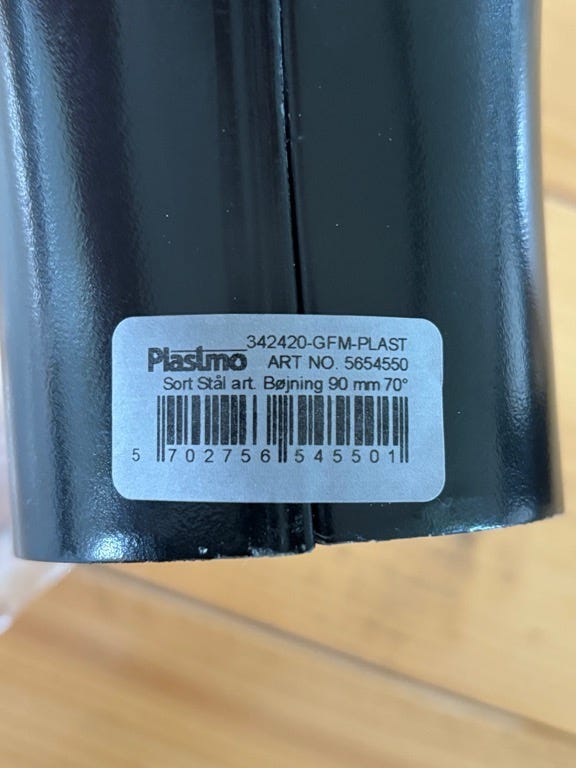 342420-GFM-PLAST
Plastmo ART NO. 5654550
Sort Stål art. Bøjning 90 mm 70°
5 702756 545501